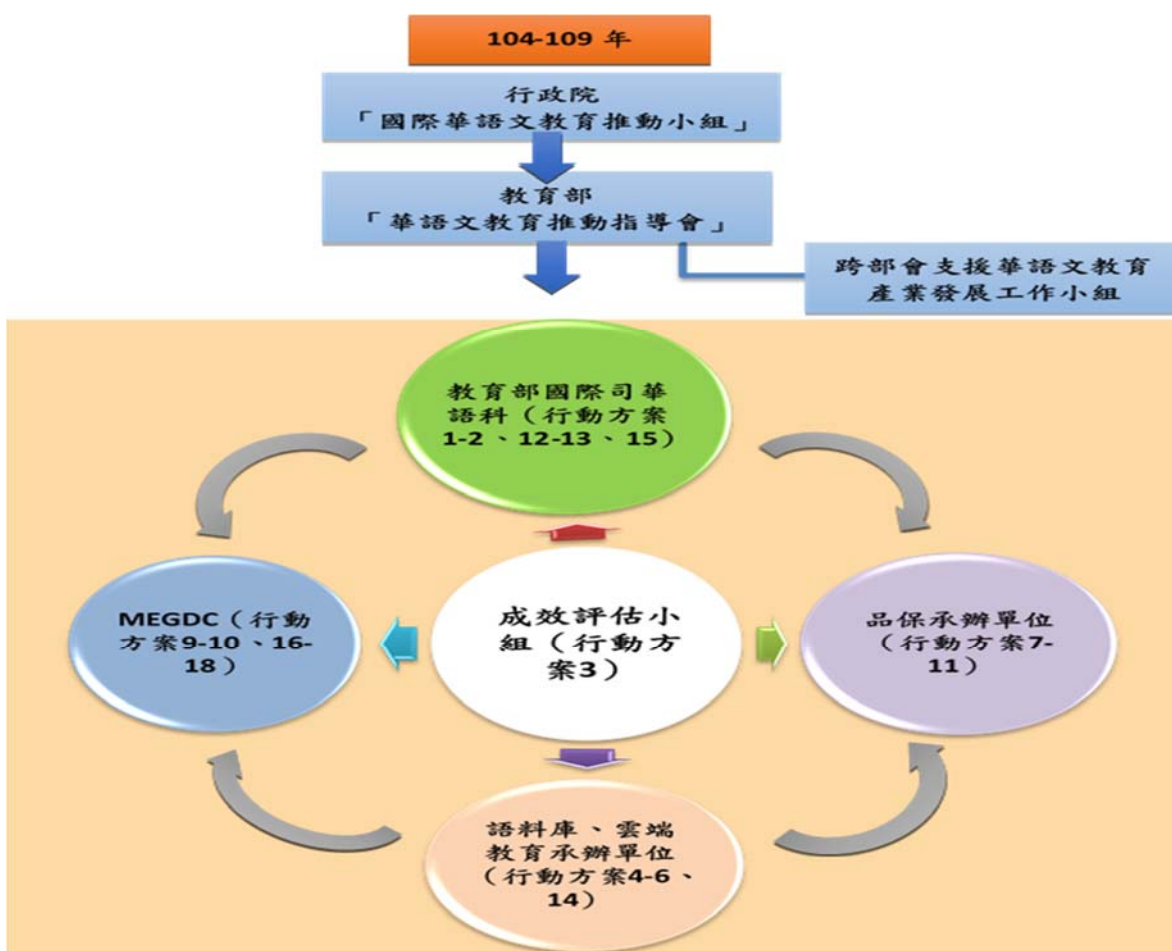 104-109 年
行政院
「國際華語文教育推動小組」
教育部
「華語文教育推動指導會」
跨部會支援華語文教育
產業發展工作小組
教育部國際司華
語科（行動方案
1-2、12-13、15）
MEGDC（行動
方案9-10、16-
18）
成效評估小
組（行動方
案3）
品保承辦單位
（行動方案7-
11）
語料庫、雲端
教育承辦單位
（行動方案4-6、
14）